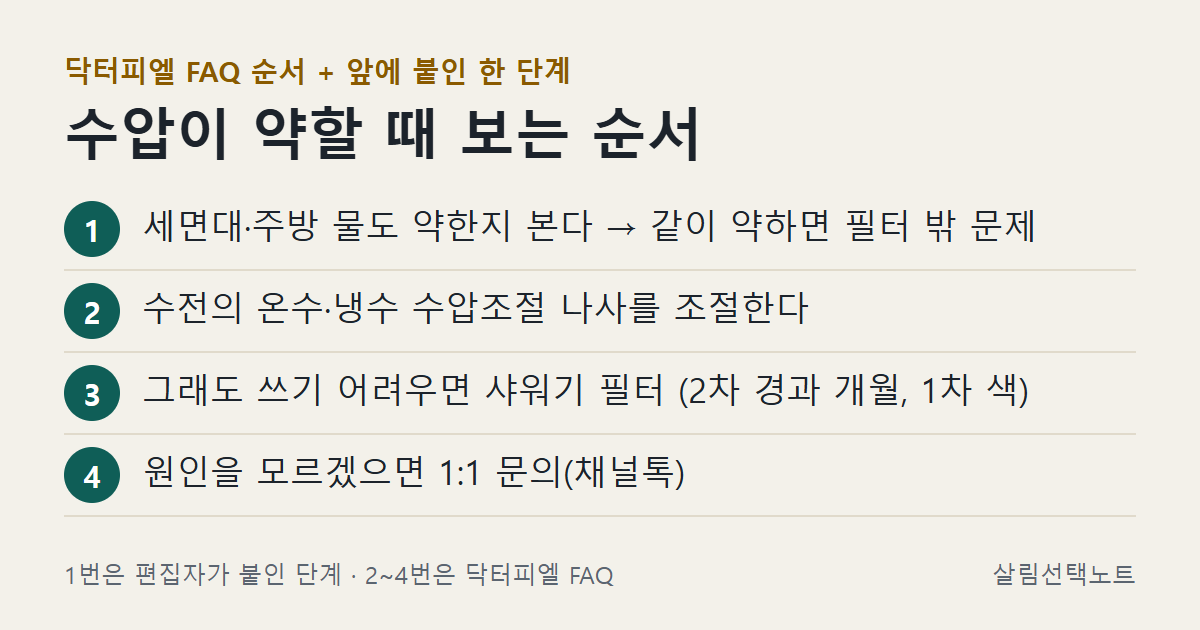 닥터피엘 FAQ 순서 + 앞에 붙인 한 단계
수압이 약할 때 보는 순서
1 세면대·주방 물도 약한지 본다 → 같이 약하면 필터 밖 문제
2 수전의 온수·냉수 수압조절 나사를 조절한다
3 그래도 쓰기 어려우면 샤워기 필터 (2차 경과 개월, 1차 색)
4 원인을 모르겠으면 1:1 문의(채널톡)
1번은 편집자가 붙인 단계 · 2~4번은 닥터피엘 FAQ
살림선택노트